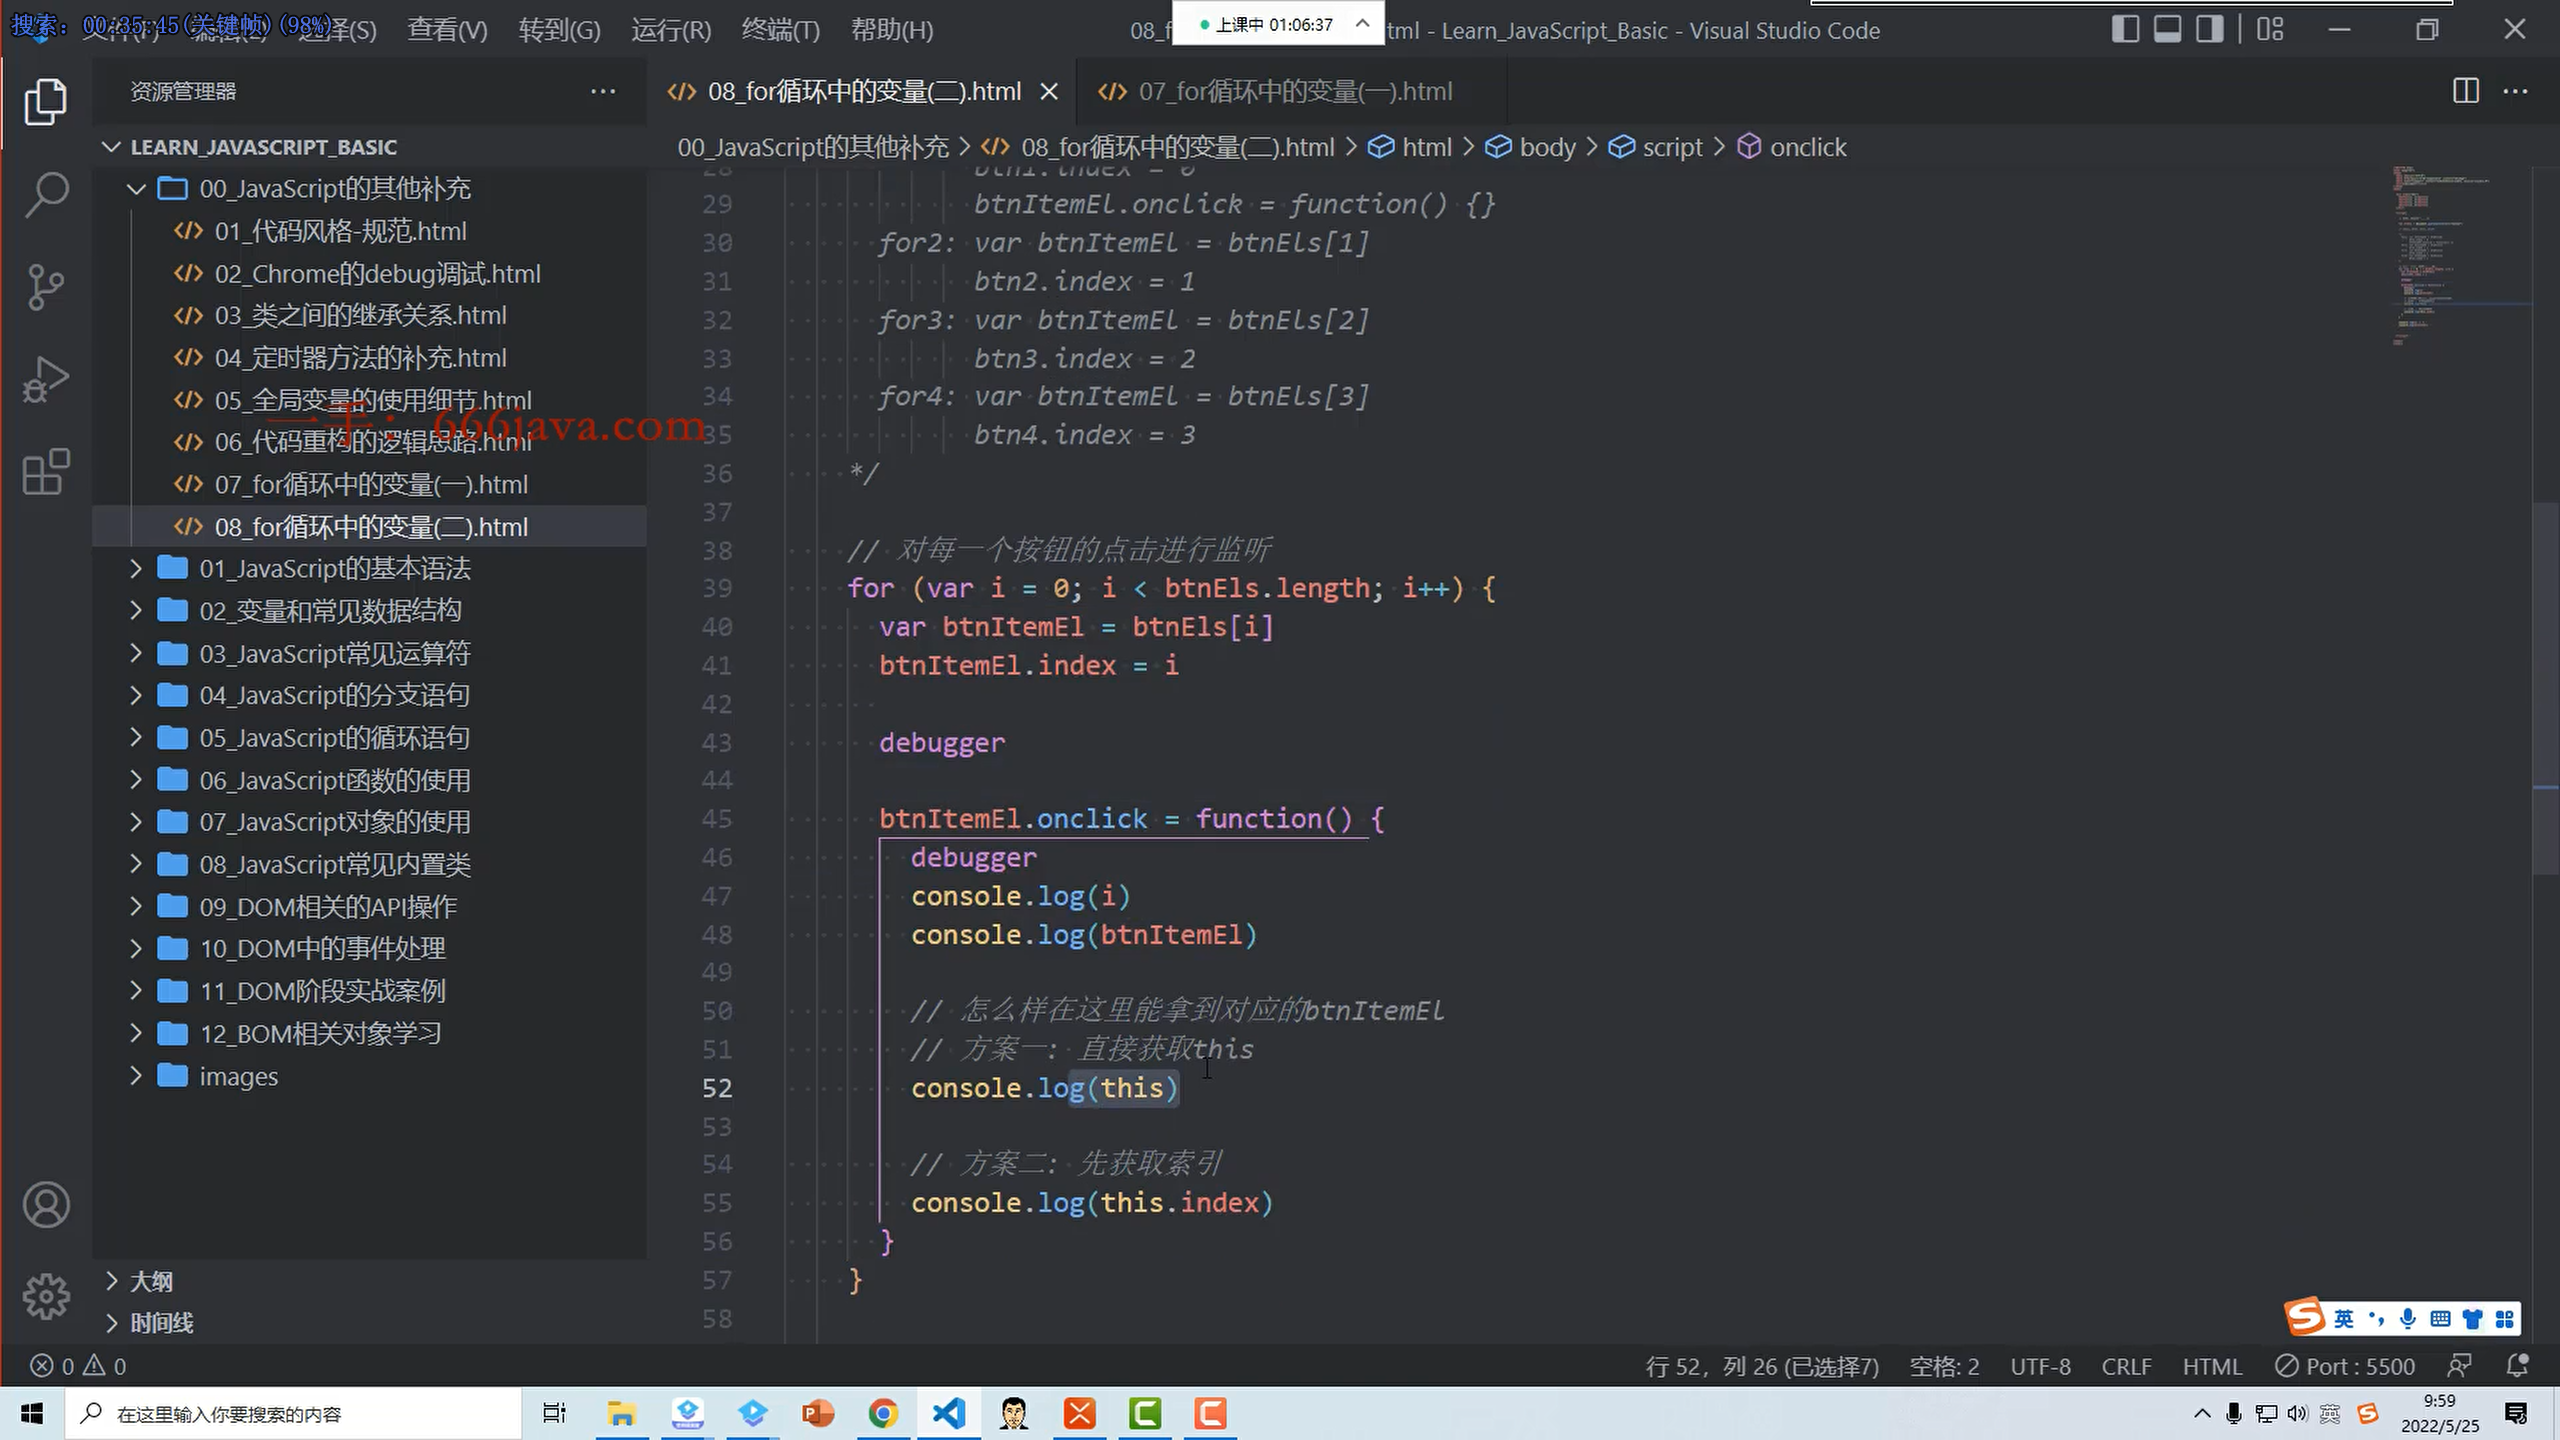 搜索: 00:35:45(关键帧)(98%)
选择(S) 查看(V) 转到(G) 运行(R) 终端(T) 帮助(H)
上课中 01:06:37
tml - Learn_JavaScript_Basic - Visual Studio Code
资源管理器
08_for循环中的变量(二).html
07_for循环中的变量(一).html
LEARN_JAVASCRIPT_BASIC
00_JavaScript的其他补充 > 08_for循环中的变量(二).html > html > body > script > onclick
00_JavaScript的其他补充
01_代码风格-规范.html
02_Chrome的debug调试.html
03_类之间的继承关系.html
04_定时器方法的补充.html
05_全局变量的使用细节.html
一手: 666java.com
06_代码重构的逻辑思路.html
07_for循环中的变量(一).html
08_for循环中的变量(二).html
01_JavaScript的基本语法
02_变量和常见数据结构
03_JavaScript常见运算符
04_JavaScript的分支语句
05_JavaScript的循环语句
06_JavaScript函数的使用
07_JavaScript对象的使用
08_JavaScript常见内置类
09_DOM相关的API操作
10_DOM中的事件处理
11_DOM阶段实战案例
12_BOM相关对象学习
images
大纲
时间线
28 btn1.index = 0
29 btnItemEl.onclick = function() {}
30 for2: var btnItemEl = btnEls[1]
31 btn2.index = 1
32 for3: var btnItemEl = btnEls[2]
33 btn3.index = 2
34 for4: var btnItemEl = btnEls[3]
35 btn4.index = 3
36 */
37
38 // 对每一个按钮的点击进行监听
39 for (var i = 0; i < btnEls.length; i++) {
40 var btnItemEl = btnEls[i]
41 btnItemEl.index = i
42
43 debugger
44
45 btnItemEl.onclick = function() {
46 debugger
47 console.log(i)
48 console.log(btnItemEl)
49
50 // 怎么样在这里能拿到对应的btnItemEl
51 // 方案一: 直接获取this
52 console.log(this)
53
54 // 方案二: 先获取索引
55 console.log(this.index)
56 }
57 }
58
英
0 0
行 52，列 26 (已选择7) 空格: 2 UTF-8 CRLF HTML Port : 5500
在这里输入你要搜索的内容
英
9:59
2022/5/25